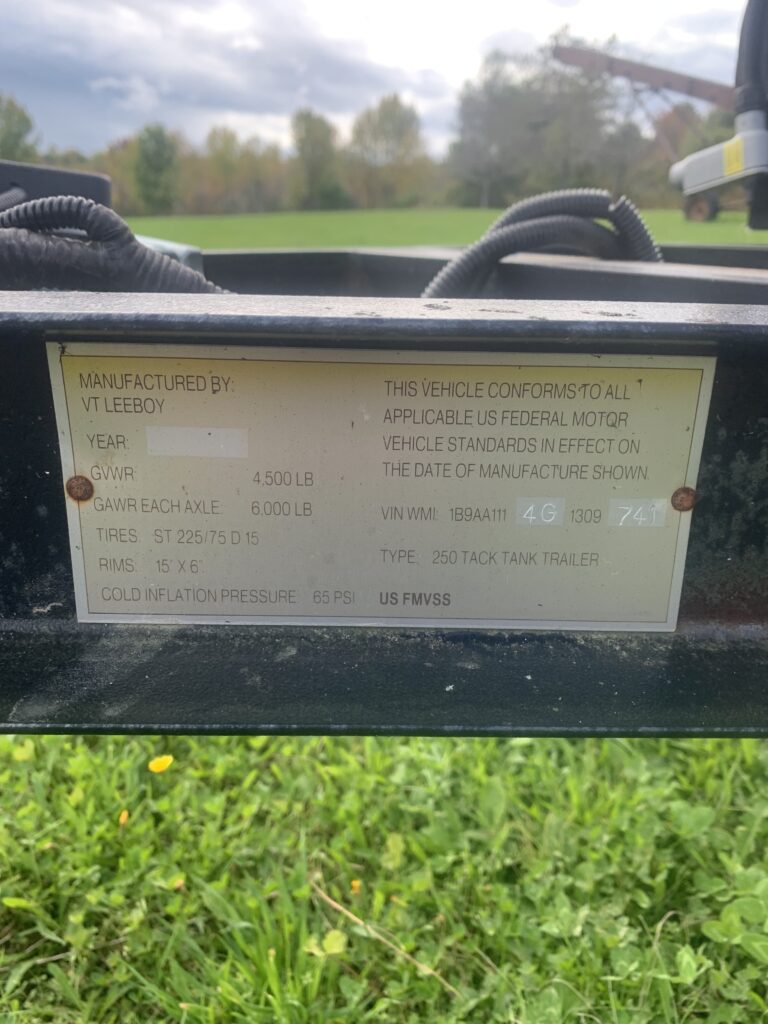 MANUFACTURED BY:
VT LEEBOY
YEAR:
GVWR: 4,500 LB
GAWR EACH AXLE: 6,000 LB
TIRES ST 225/75 D 15
RIMS: 15" X 6"
COLD INFLATION PRESSURE 65 PSI
THIS VEHICLE CONFORMS TO ALL
APPLICABLE US FEDERAL MOTOR
VEHICLE STANDARDS IN EFFECT ON
THE DATE OF MANUFACTURE SHOWN.
VIN WMI: 1B9AA111 4G 1309 741
TYPE: 250 TACK TANK TRAILER
US FMVSS